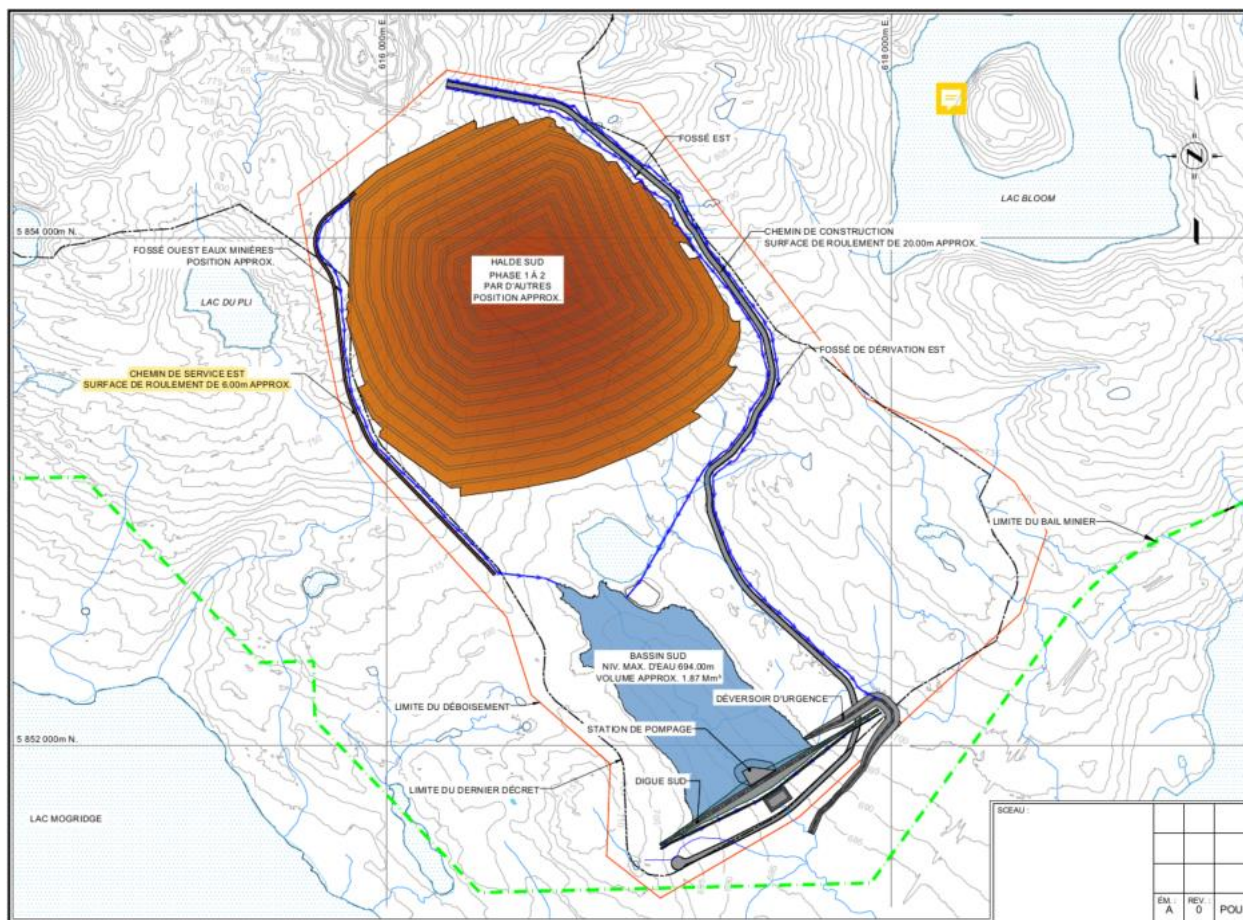 616 000m E.
618 000m E.
FOSSÉ EST
LAC BLOOM
5 854 000m N.
CHEMIN DE CONSTRUCTION
SURFACE DE ROULEMENT DE 20.00m APPROX.
FOSSÉ OUEST EAUX MINIÈRES
POSITION APPROX.
HALDE SUD
PHASE 1 À 2
PAR D'AUTRES
POSITION APPROX.
LAC DU PLI
FOSSÉ DE DÉRIVATION EST
CHEMIN DE SERVICE EST
SURFACE DE ROULEMENT DE 6.00m APPROX.
LIMITE DU BAIL MINIER
BASSIN SUD
NIV. MAX. D'EAU 694.00m
VOLUME APPROX. 1.87 Mm³
DÉVERSOIR D'URGENCE
LIMITE DU DÉBOISEMENT
STATION DE POMPAGE
5 852 000m N.
DIGUE SUD
LIMITE DU DERNIER DÉCRET
LAC MOGRIDGE
SCEAU :
ÉM. : REV. :
A 0 POU